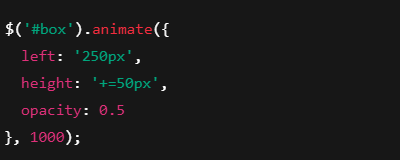 $('#box').animate({
  left: '250px',
  height: '+=50px',
  opacity: 0.5
}, 1000);